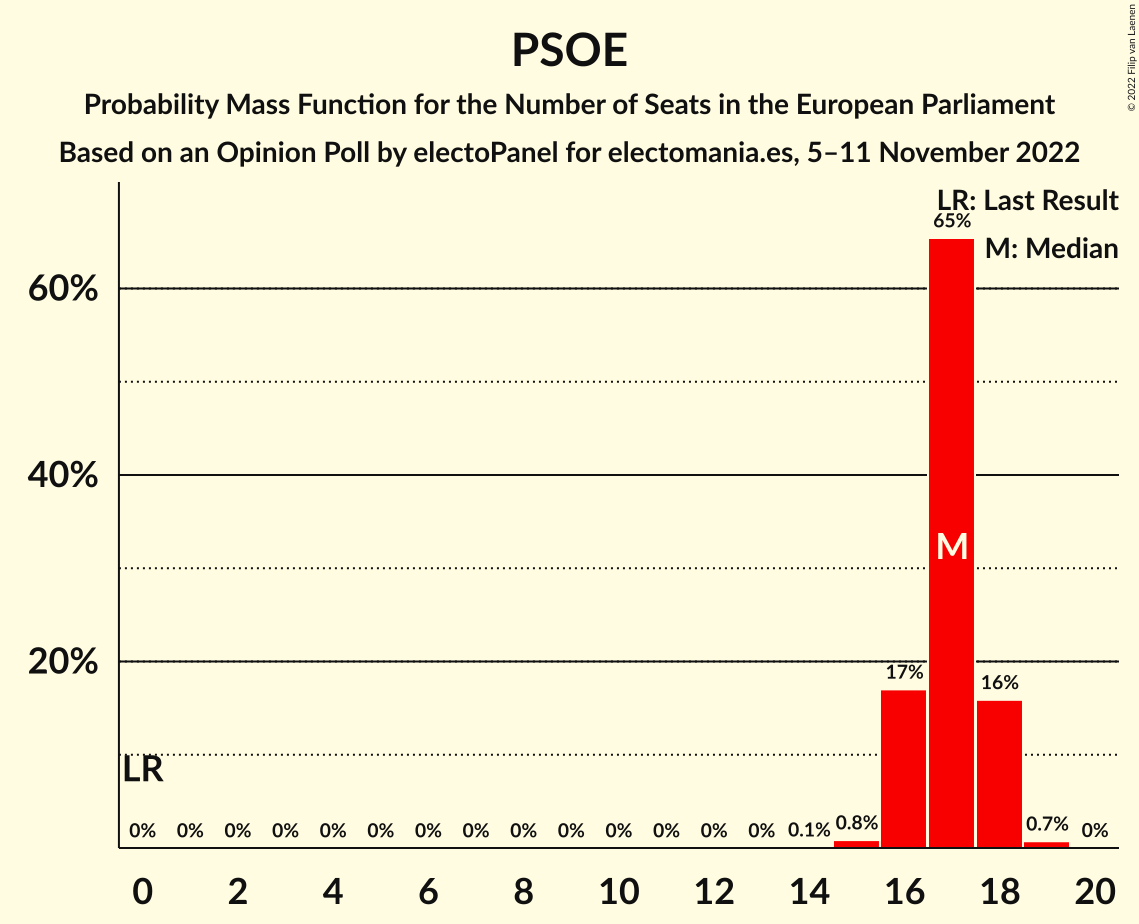 PSOE
Probability Mass Function for the Number of Seats in the European Parliament
Based on an Opinion Poll by electoPanel for electomania.es, 5–11 November 2022
© 2022 Filip van Laenen
LR: Last Result
M: Median
65%
60%
40%
M
20%
17%
16%
LR
0% 0% 0% 0% 0% 0% 0% 0% 0% 0% 0% 0% 0% 0% 0.1% 0.8% 0.7% 0%
0 2 4 6 8 10 12 14 16 18 20